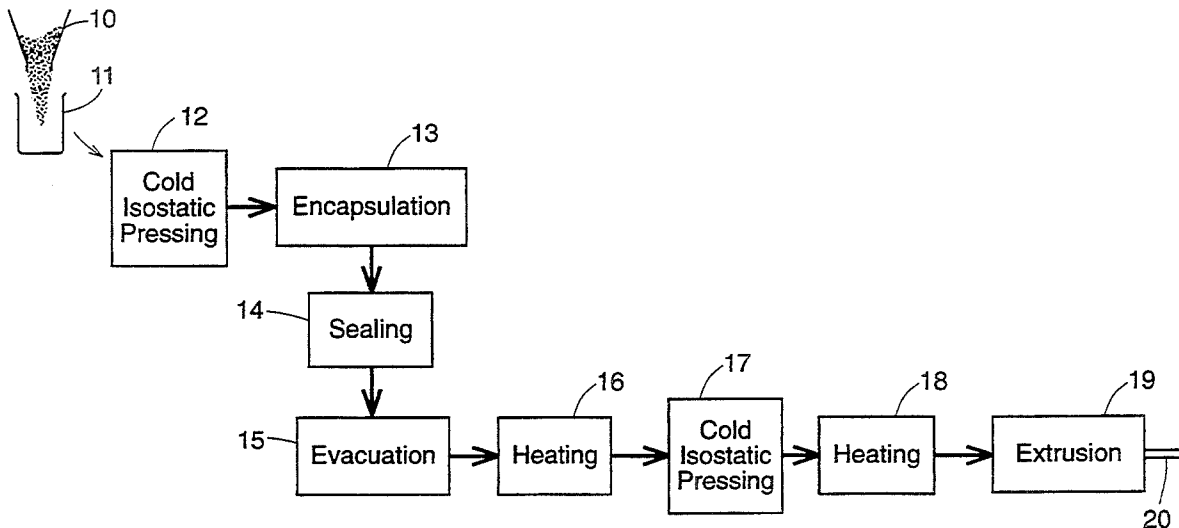 10
11
12
Cold
Isostatic
Pressing
13
Encapsulation
14
Sealing
15
Evacuation
16
Heating
17
Cold
Isostatic
Pressing
18
Heating
19
Extrusion
20